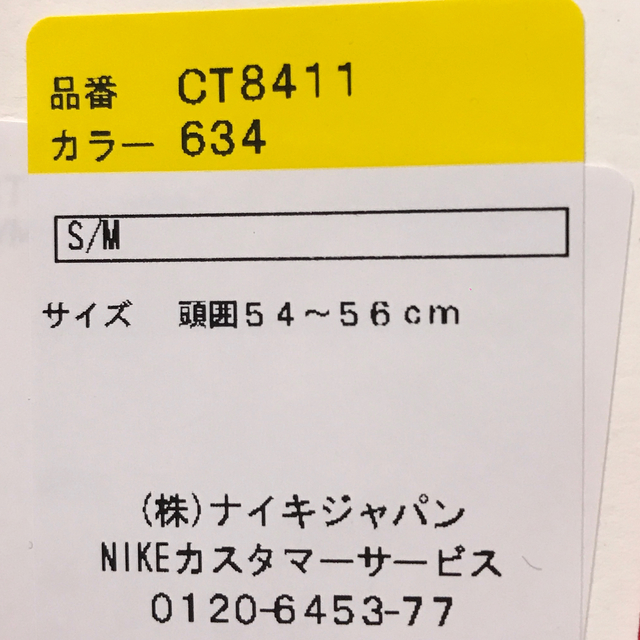 品番 CT8411
カラー 634
S/M
サイズ 頭囲54~56cm
(株)ナイキジャパン
NIKEカスタマーサービス
0120-6453-77